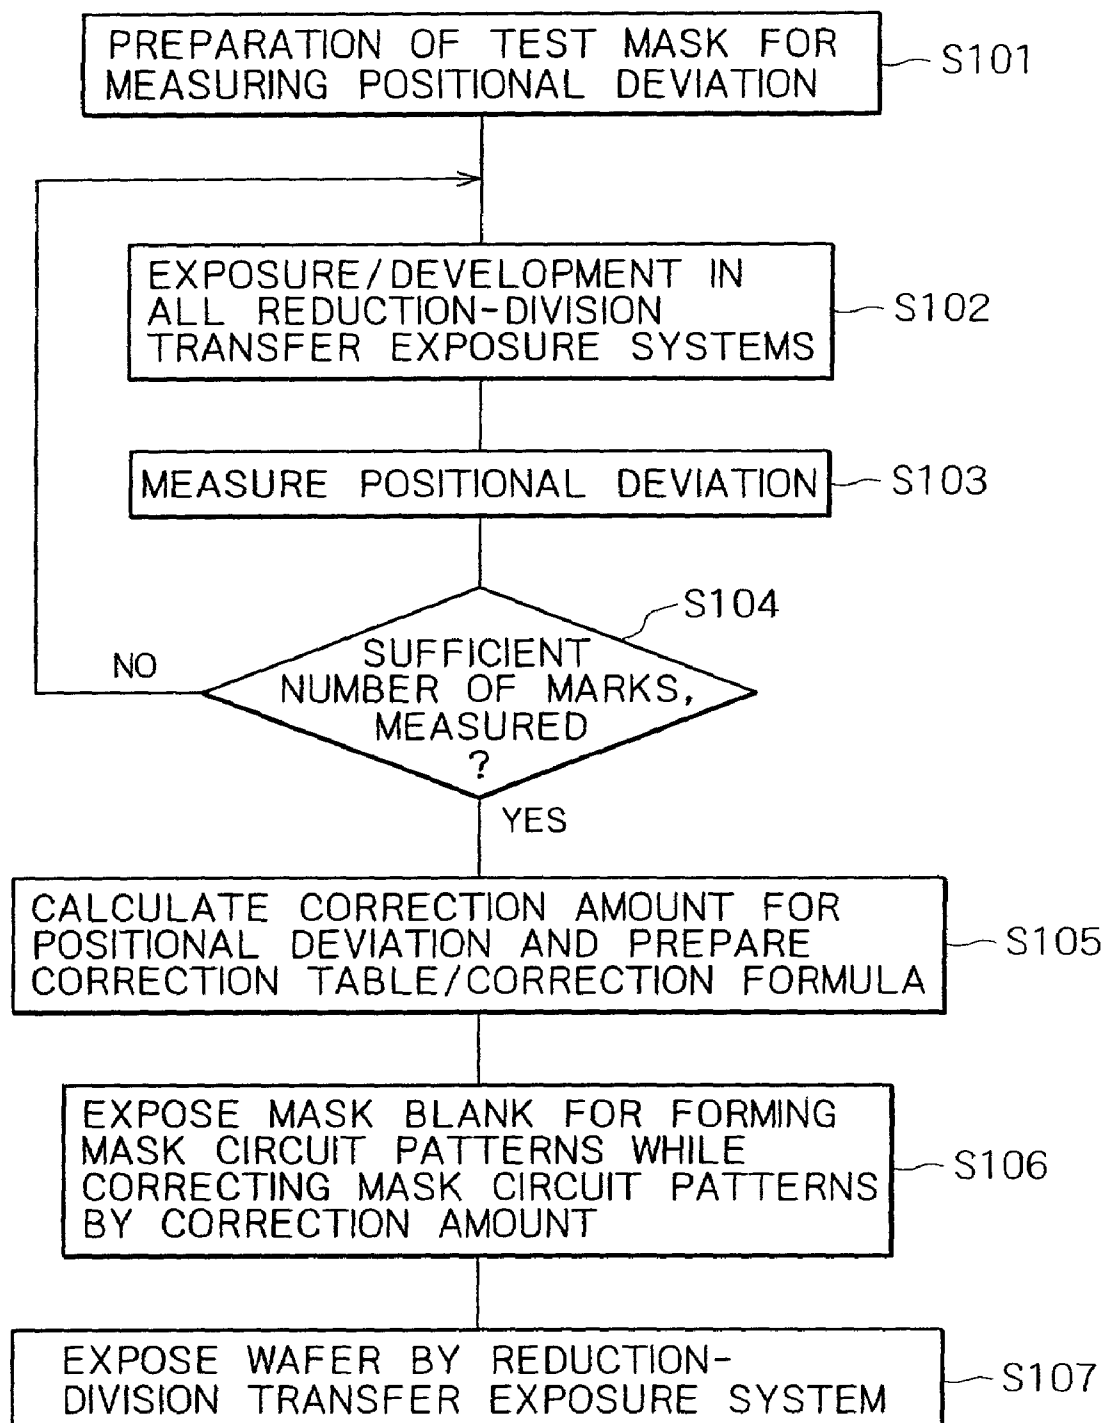 PREPARATION OF TEST MASK FOR
MEASURING POSITIONAL DEVIATION
S101
EXPOSURE/DEVELOPMENT IN
ALL REDUCTION-DIVISION
TRANSFER EXPOSURE SYSTEMS
S102
MEASURE POSITIONAL DEVIATION
S103
S104
SUFFICIENT
NUMBER OF MARKS,
MEASURED
?
NO
YES
CALCULATE CORRECTION AMOUNT FOR
POSITIONAL DEVIATION AND PREPARE
CORRECTION TABLE/CORRECTION FORMULA
S105
EXPOSE MASK BLANK FOR FORMING
MASK CIRCUIT PATTERNS WHILE
CORRECTING MASK CIRCUIT PATTERNS
BY CORRECTION AMOUNT
S106
EXPOSE WAFER BY REDUCTION-
DIVISION TRANSFER EXPOSURE SYSTEM
S107